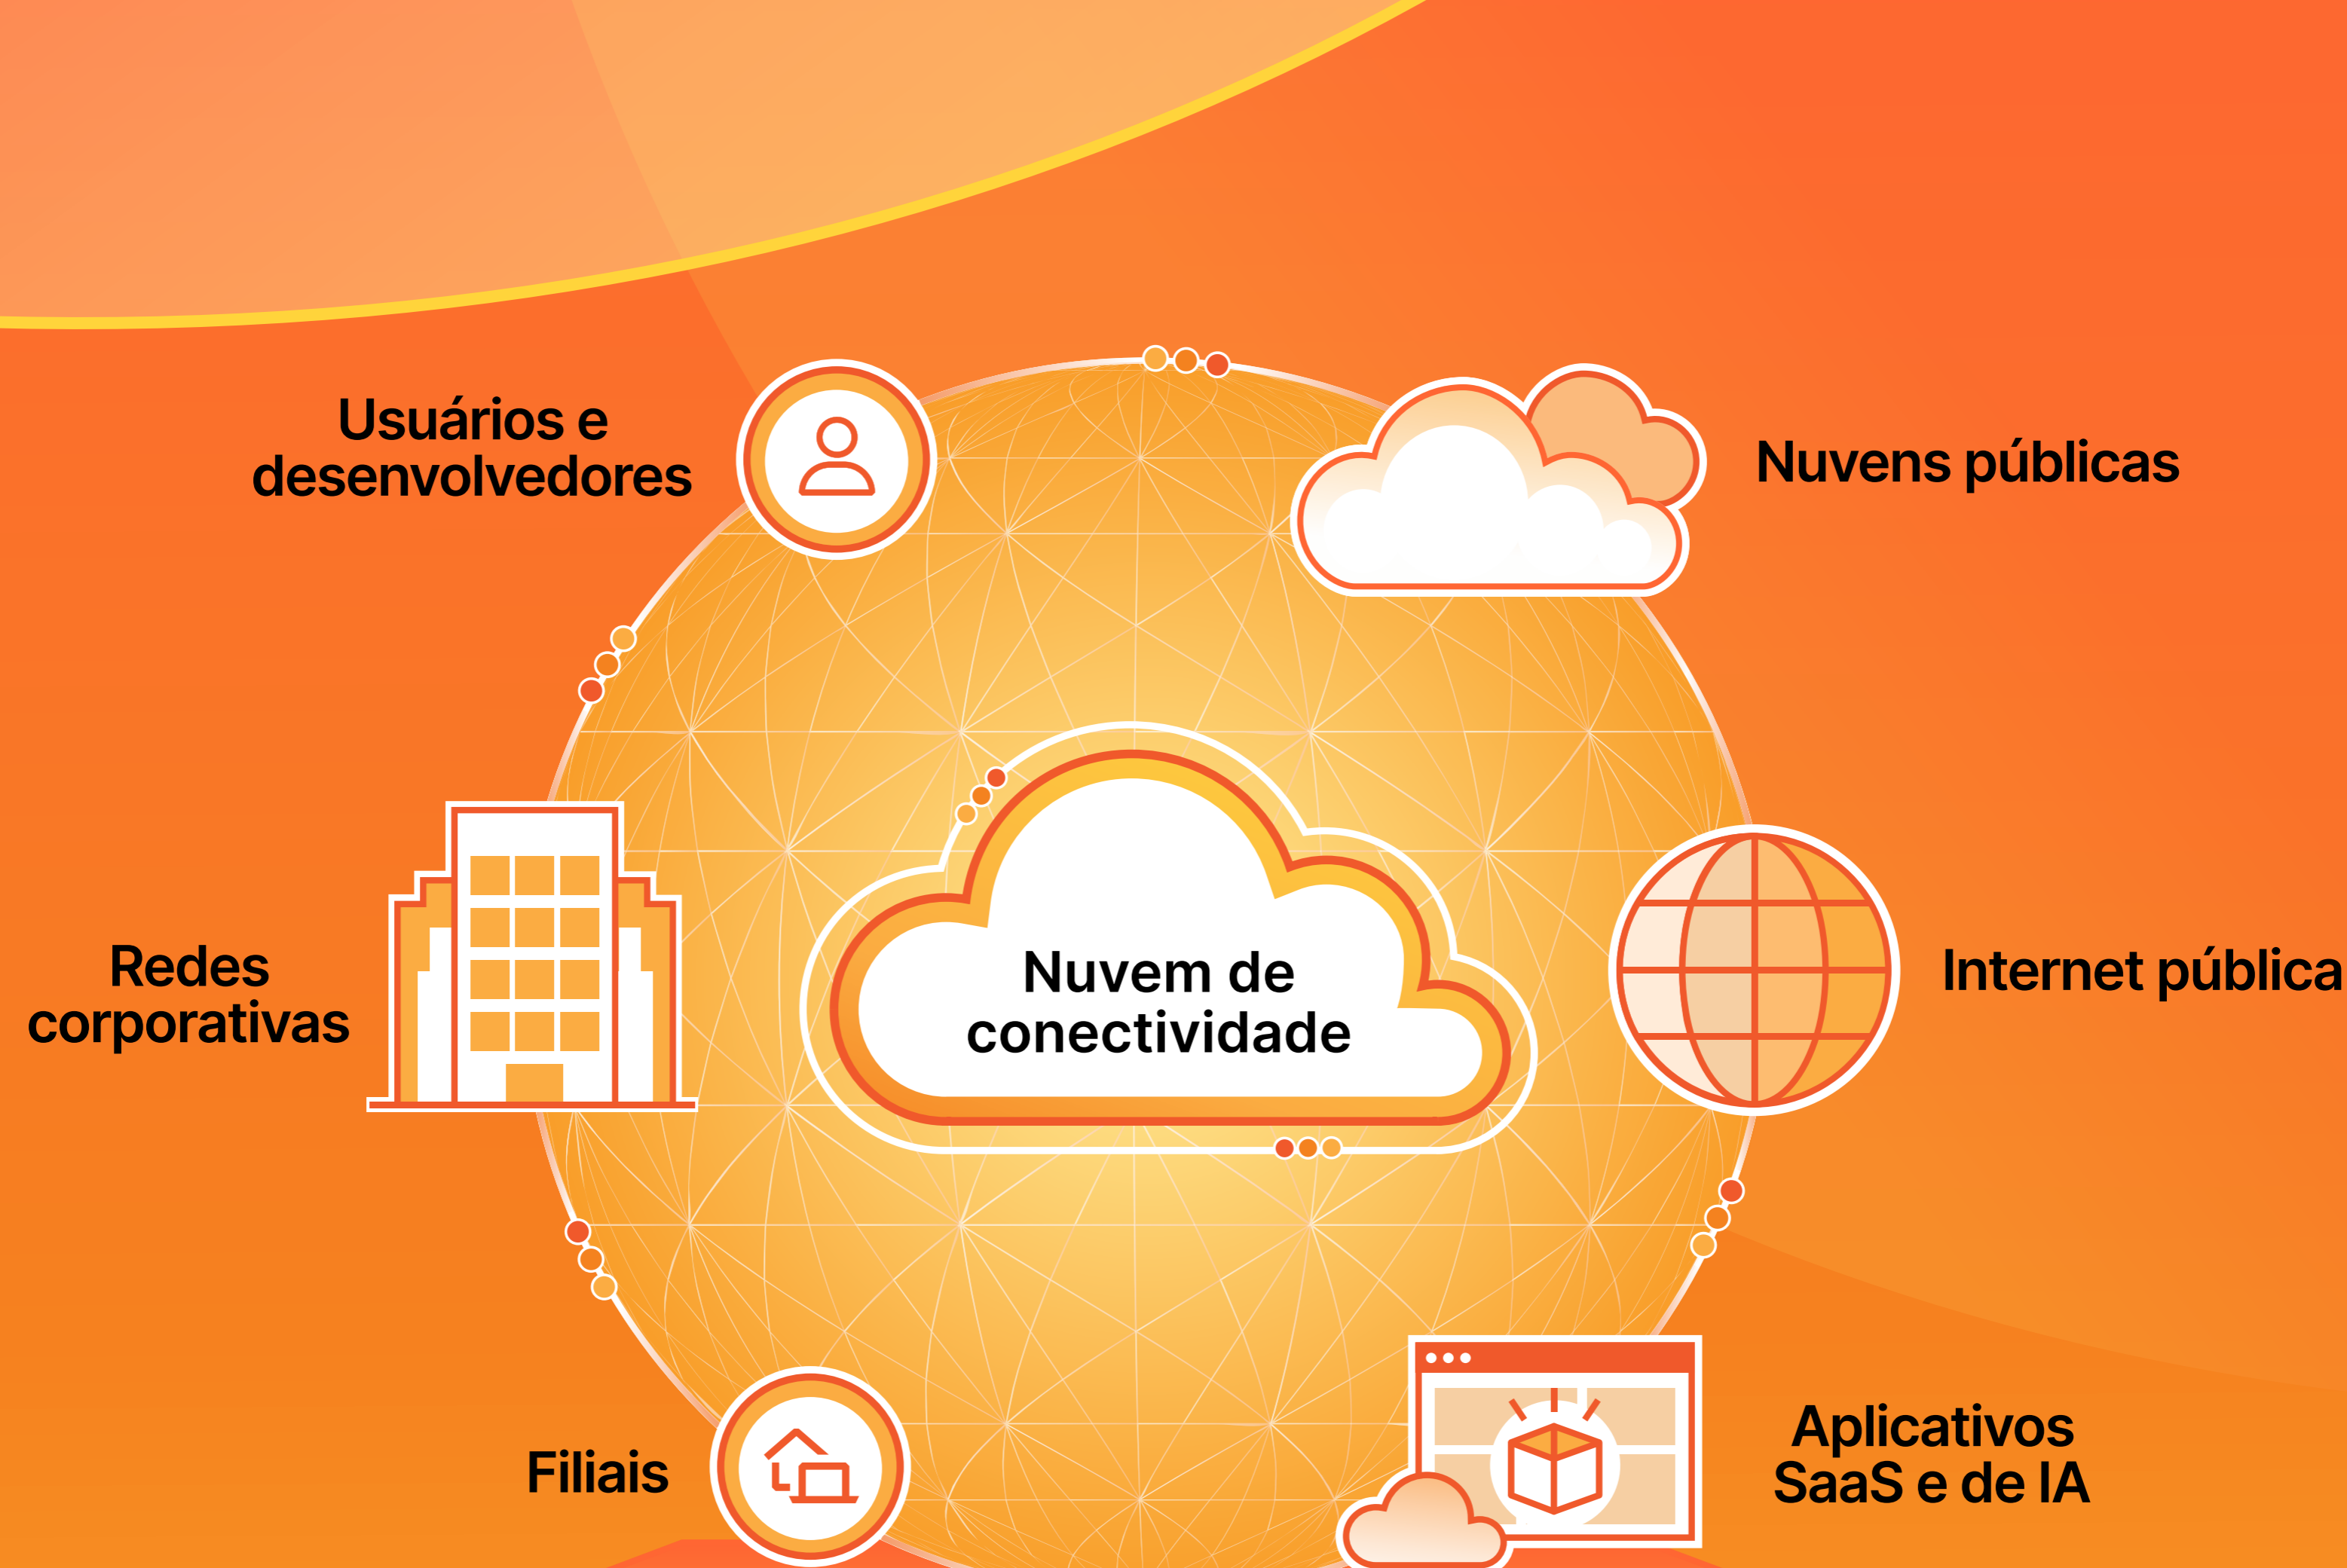 Usuários e
desenvolvedores
Nuvens públicas
Redes
corporativas
Nuvem de
conectividade
Internet pública
Filiais
Aplicativos
SaaS e de IA